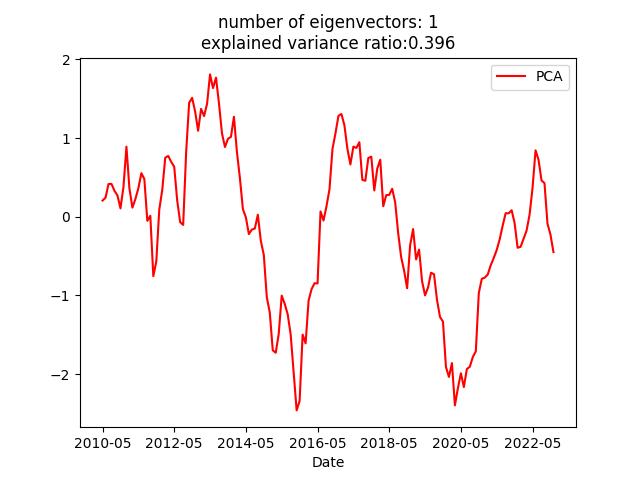 number of eigenvectors: 1
explained variance ratio:0.396
2
1
0
−1
−2
PCA
2010-05 2012-05 2014-05 2016-05 2018-05 2020-05 2022-05
Date